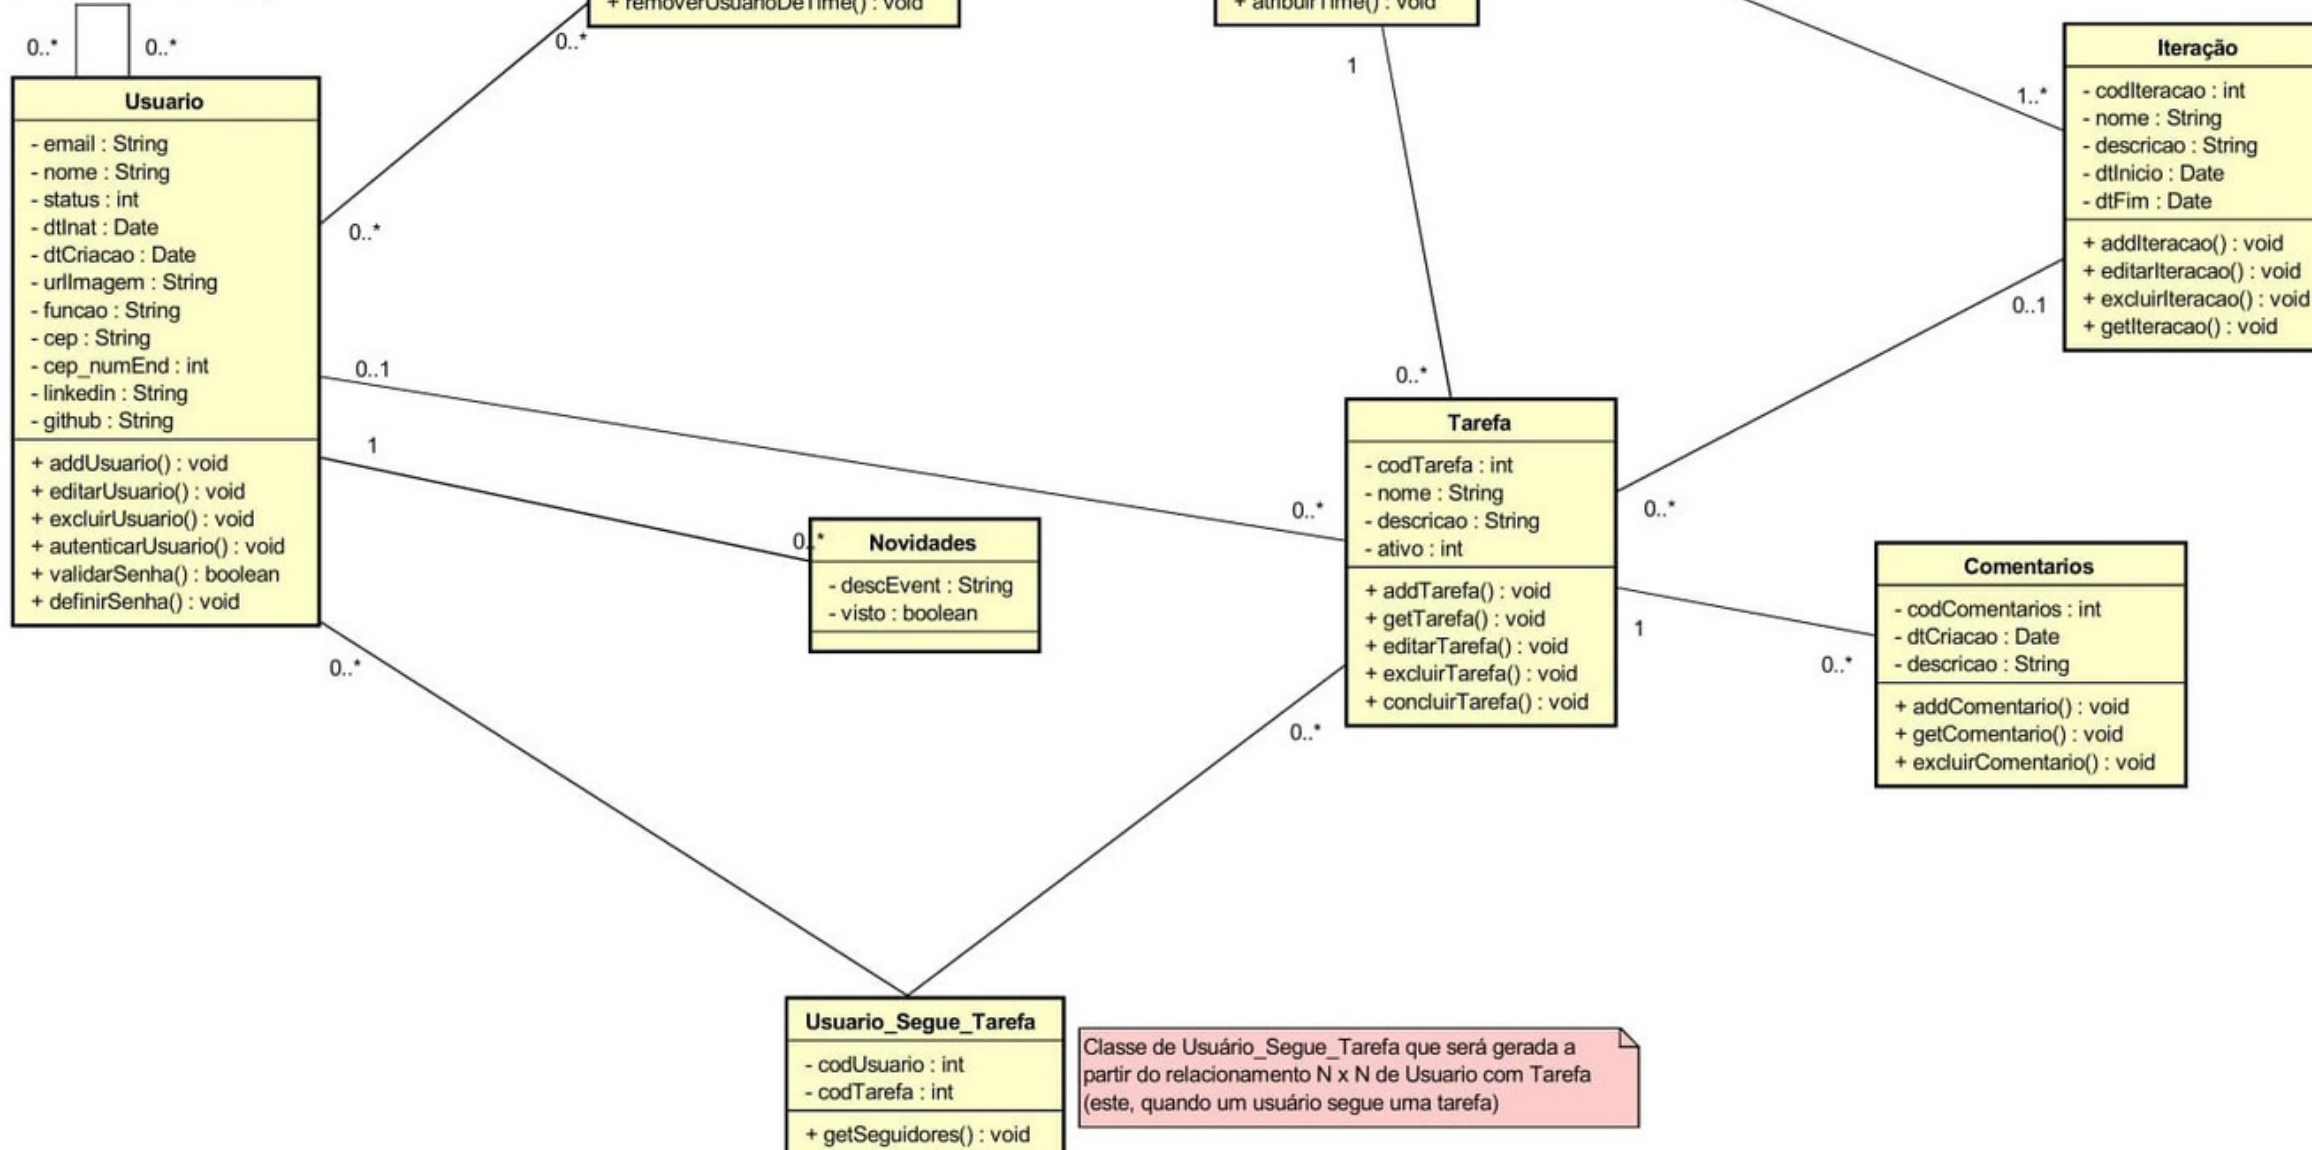 + removerUsuarioDeTime() : void
+ atribuirTime() : void
0..*
0..*
0..*
1
Usuario
- email : String
- nome : String
- status : int
- dtInat : Date
- dtCriacao : Date
- urlImagem : String
- funcao : String
- cep : String
- cep_numEnd : int
- linkedin : String
- github : String
+ addUsuario() : void
+ editarUsuario() : void
+ excluirUsuario() : void
+ autenticarUsuario() : void
+ validarSenha() : boolean
+ definirSenha() : void
0..*
0..1
1
0..*
Iteração
- codIteracao : int
- nome : String
- descricao : String
- dtInicio : Date
- dtFim : Date
+ addIteracao() : void
+ editarIteracao() : void
+ excluirIteracao() : void
+ getIteracao() : void
1..*
0..1
0..*
0..*
0..*
Novidades
- descEvent : String
- visto : boolean
0..*
Tarefa
- codTarefa : int
- nome : String
- descricao : String
- ativo : int
+ addTarefa() : void
+ getTarefa() : void
+ editarTarefa() : void
+ excluirTarefa() : void
+ concluirTarefa() : void
0..*
1
0..*
Comentarios
- codComentarios : int
- dtCriacao : Date
- descricao : String
+ addComentario() : void
+ getComentario() : void
+ excluirComentario() : void
Usuario_Segue_Tarefa
- codUsuario : int
- codTarefa : int
+ getSeguidores() : void
Classe de Usuário_Segue_Tarefa que será gerada a
partir do relacionamento N x N de Usuario com Tarefa
(este, quando um usuário segue uma tarefa)